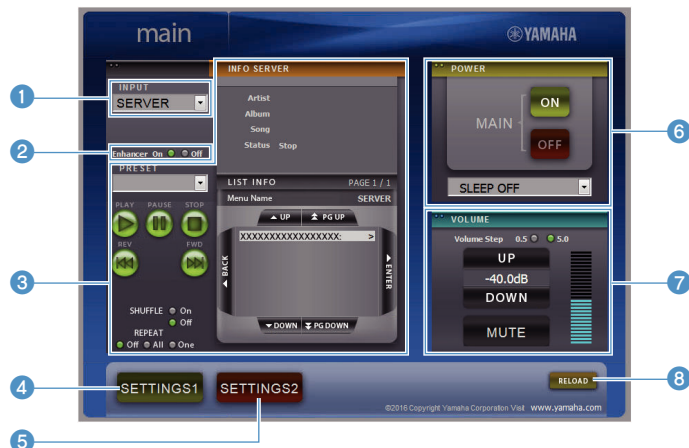 main
YAMAHA
INPUT
SERVER
Enhancer On Off
PRESET
PLAY PAUSE STOP
REV FWD
SHUFFLE On
Off
REPEAT
Off All One
INFO SERVER
Artist
Album
Song
Status Stop
LIST INFO PAGE 1 / 1
Menu Name SERVER
UP PG UP
XXXXXXXXXXXXXXXXX: >
BACK
ENTER
DOWN PG DOWN
POWER
MAIN
ON
OFF
SLEEP OFF
VOLUME
Volume Step 0.5 5.0
UP
-40.0dB
DOWN
MUTE
SETTINGS1
SETTINGS2
RELOAD
©2016 Copyright Yamaha Corporation Visit www.yamaha.com
1
2
3
4
5
6
7
8